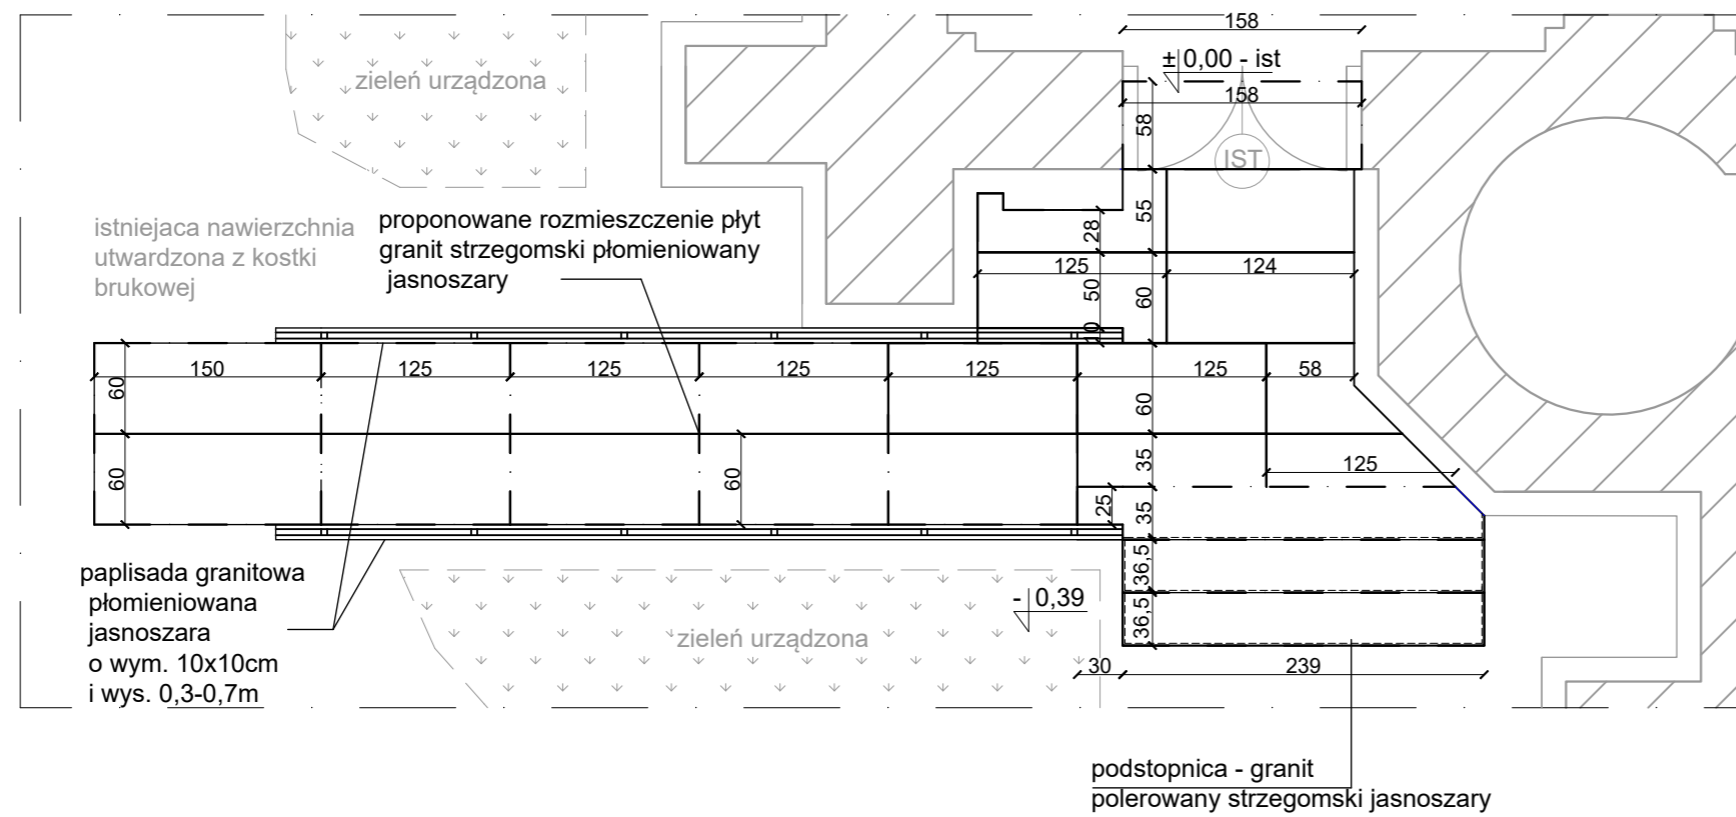 158
± 0,00 - ist
158
58
IST
zieleń urządzona
istniejaca nawierzchnia
utwardzona z kostki
brukowej
proponowane rozmieszczenie płyt
granit strzegomski płomieniowany
jasnoszary
28
55
125
124
50
60
10
150
125
125
125
125
125
58
60
60
35
125
60
60
25
35
36,5
36,5
paplisada granitowa
płomieniowana
jasnoszara
o wym. 10x10cm
i wys. 0,3-0,7m
- 0,39
zieleń urządzona
30
239
podstopnica - granit
polerowany strzegomski jasnoszary